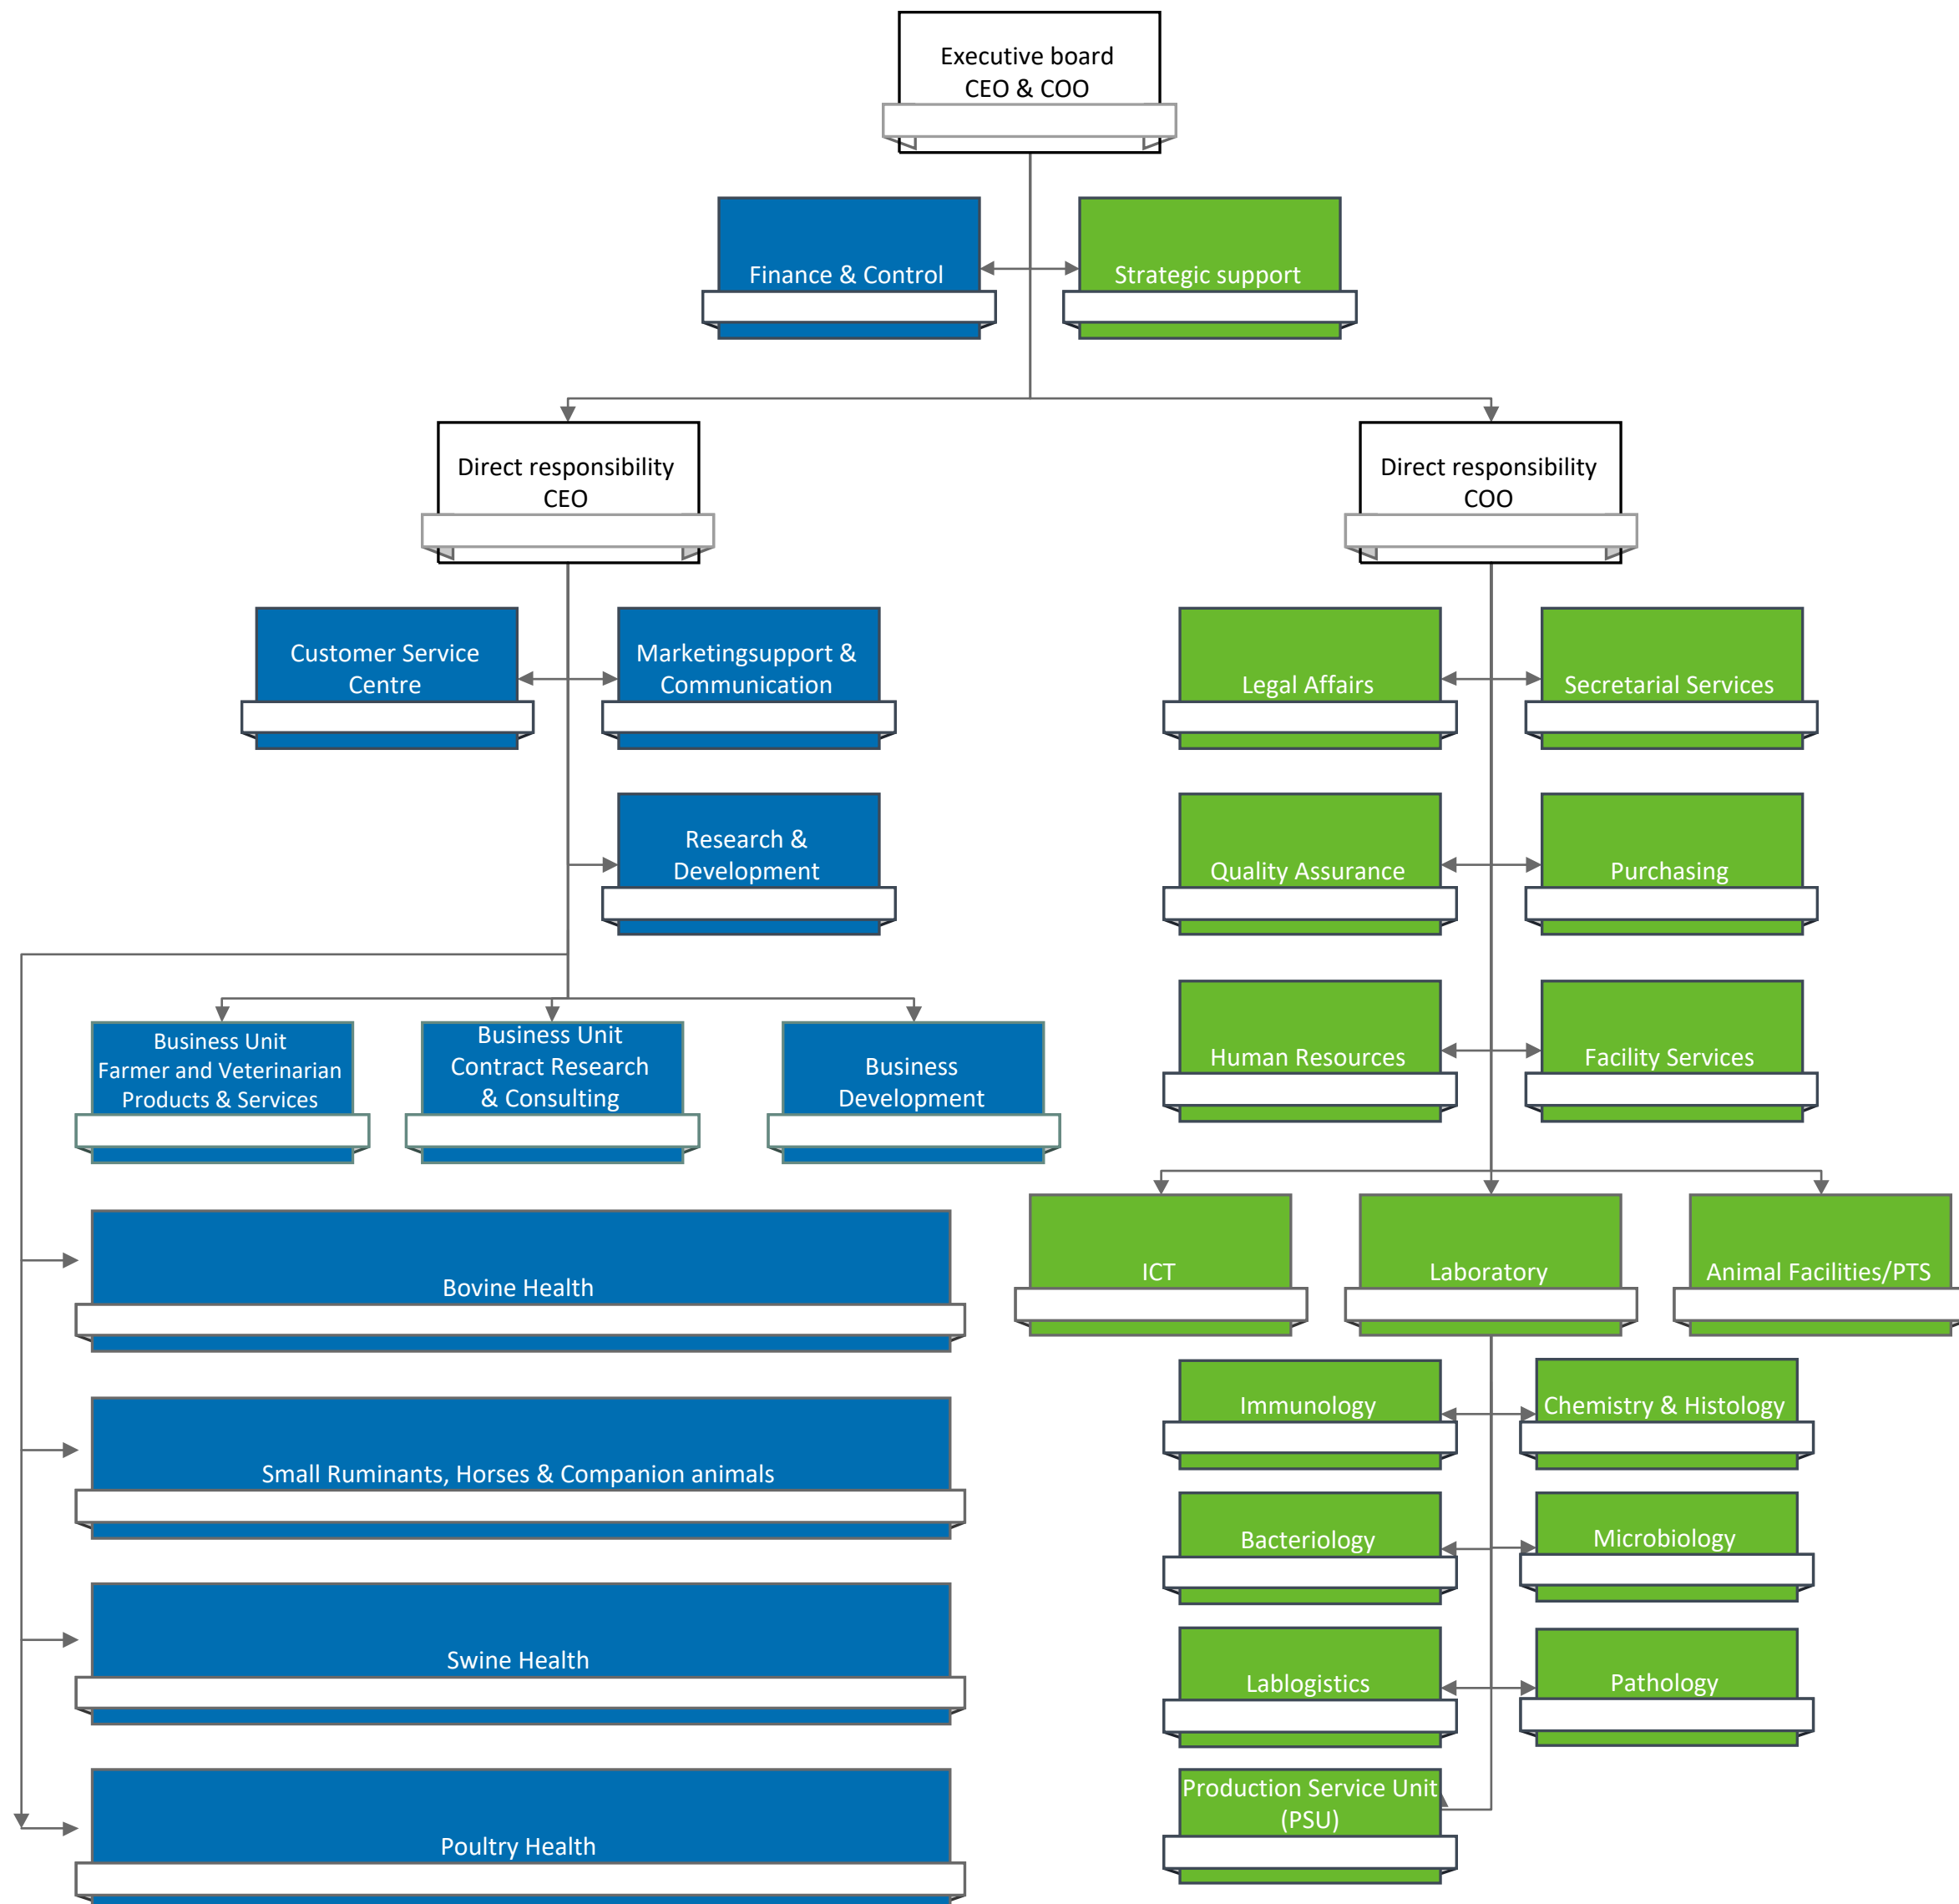 Executive board
CEO & COO
Finance & Control
Strategic support
Direct responsibility
CEO
Direct responsibility
COO
Customer Service
Centre
Marketingsupport &
Communication
Legal Affairs
Secretarial Services
Research &
Development
Quality Assurance
Purchasing
Human Resources
Facility Services
Business Unit
Farmer and Veterinarian
Products & Services
Business Unit
Contract Research
& Consulting
Business
Development
ICT
Laboratory
Animal Facilities/PTS
Bovine Health
Immunology
Chemistry & Histology
Small Ruminants, Horses & Companion animals
Bacteriology
Microbiology
Swine Health
Lablogistics
Pathology
Production Service Unit
(PSU)
Poultry Health